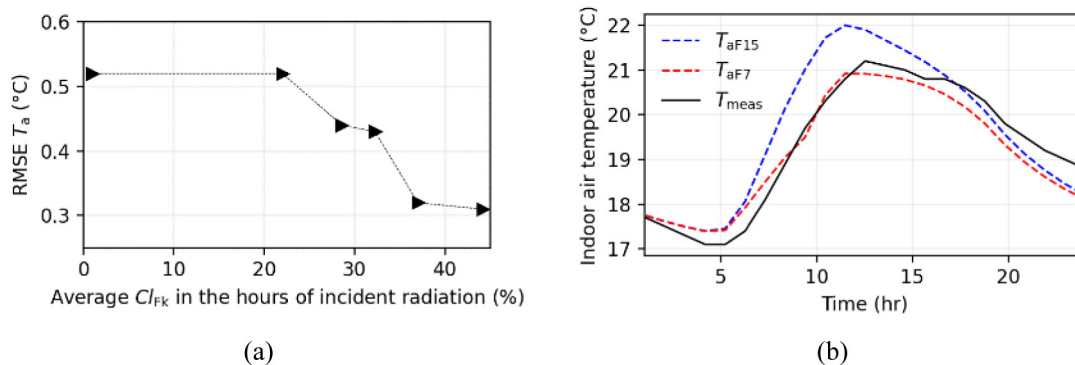 0.6
0.5
0.4
0.3
RMSE Ta (°C)
0 10 20 30 40
Average ClFk in the hours of incident radiation (%)
(a)
22
21
20
19
18
17
Indoor air temperature (°C)
TaF15
TaF7
Tmeas
5 10 15 20
Time (hr)
(b)